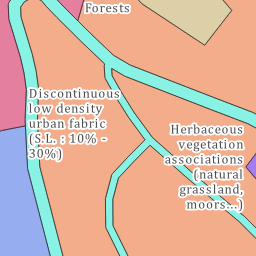 Forests
Discontinuous
low density
urban fabric
(S.L. : 10% -
30%)
Herbaceous
vegetation
associations
(natural
grassland,
moors...)